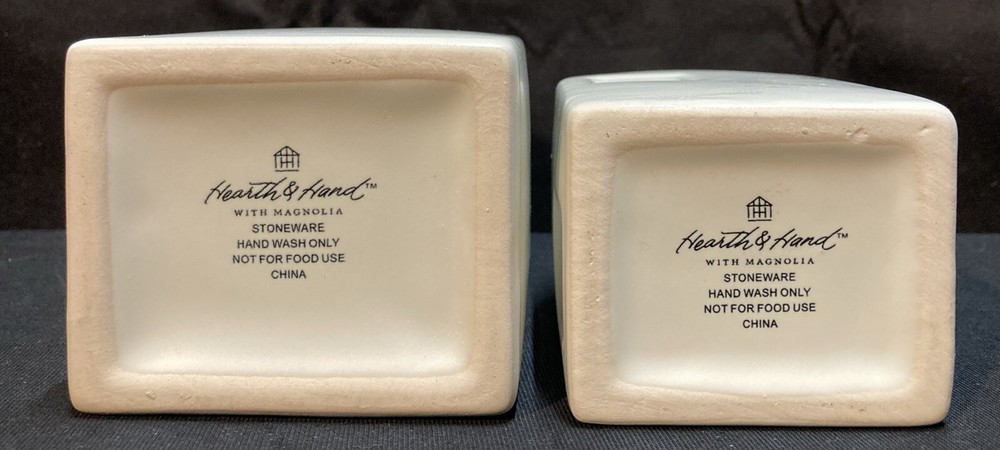 Hearth & Hand™
WITH MAGNOLIA
STONEWARE
HAND WASH ONLY
NOT FOR FOOD USE
CHINA
Hearth & Hand™
WITH MAGNOLIA
STONEWARE
HAND WASH ONLY
NOT FOR FOOD USE
CHINA